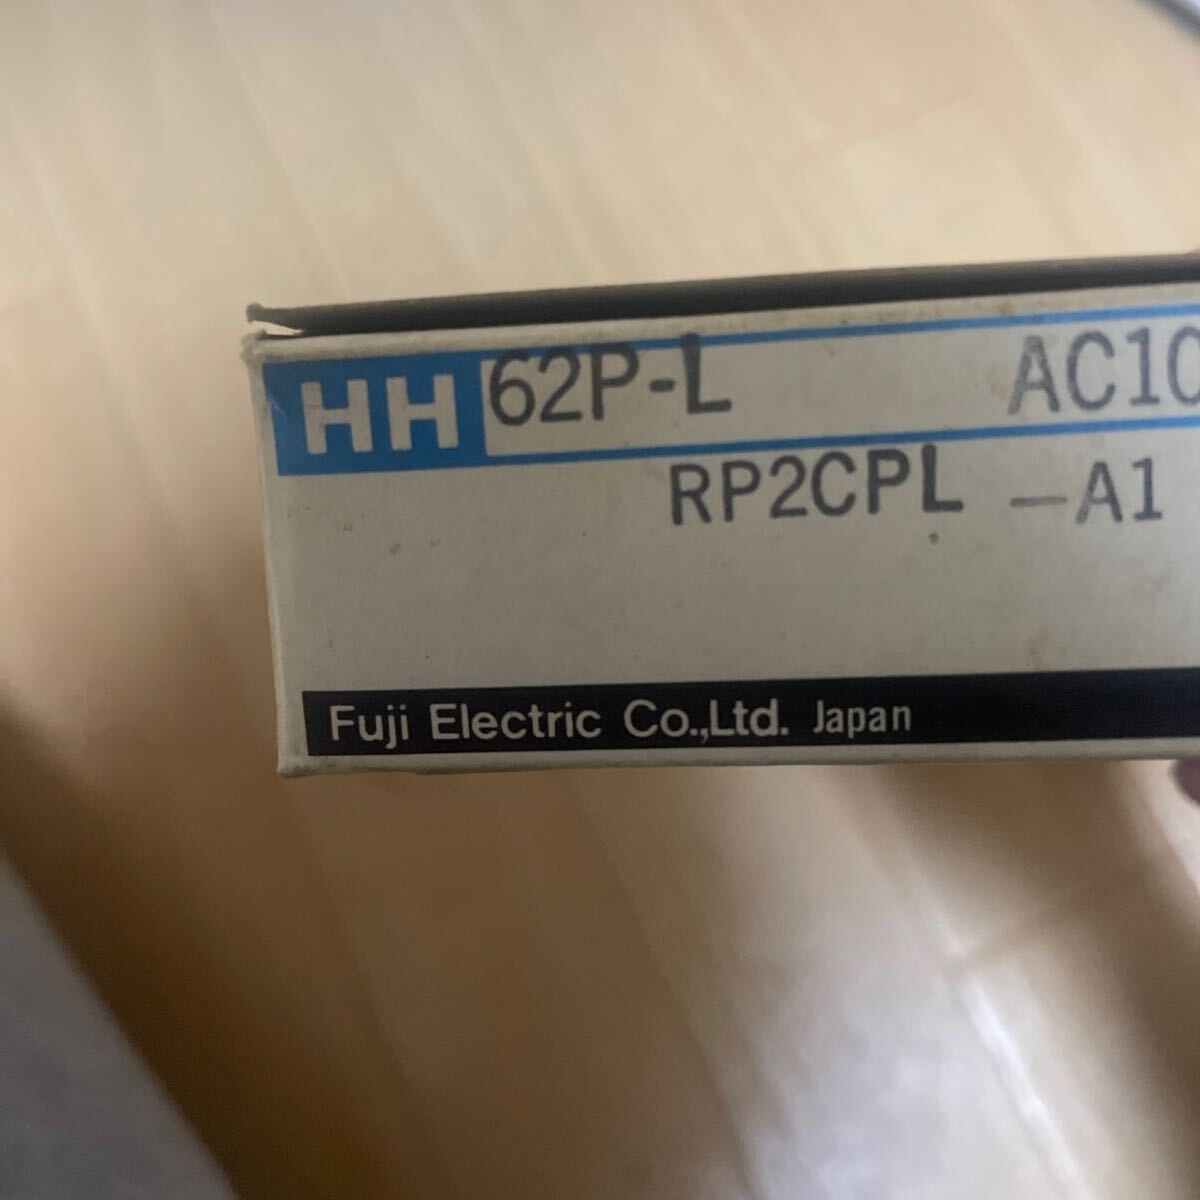 HH 62P-L AC10
RP2CPL -A1
Fuji Electric Co.,Ltd. Japan